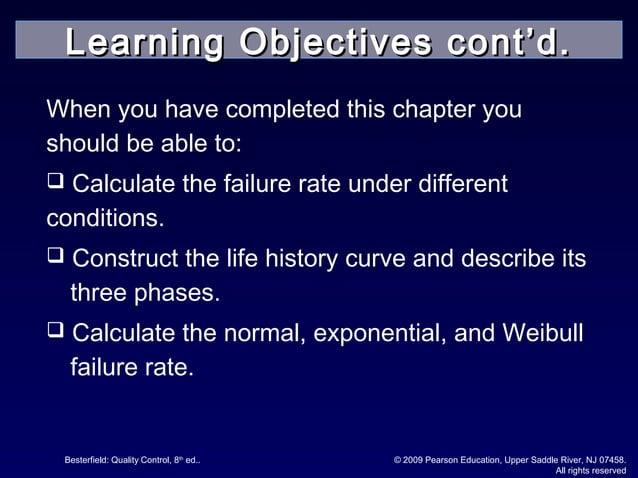 Learning Objectives cont’d.
When you have completed this chapter you
should be able to:
❑ Calculate the failure rate under different
conditions.
❑ Construct the life history curve and describe its
three phases.
❑ Calculate the normal, exponential, and Weibull
failure rate.
Besterfield: Quality Control, 8th ed..
© 2009 Pearson Education, Upper Saddle River, NJ 07458.
All rights reserved